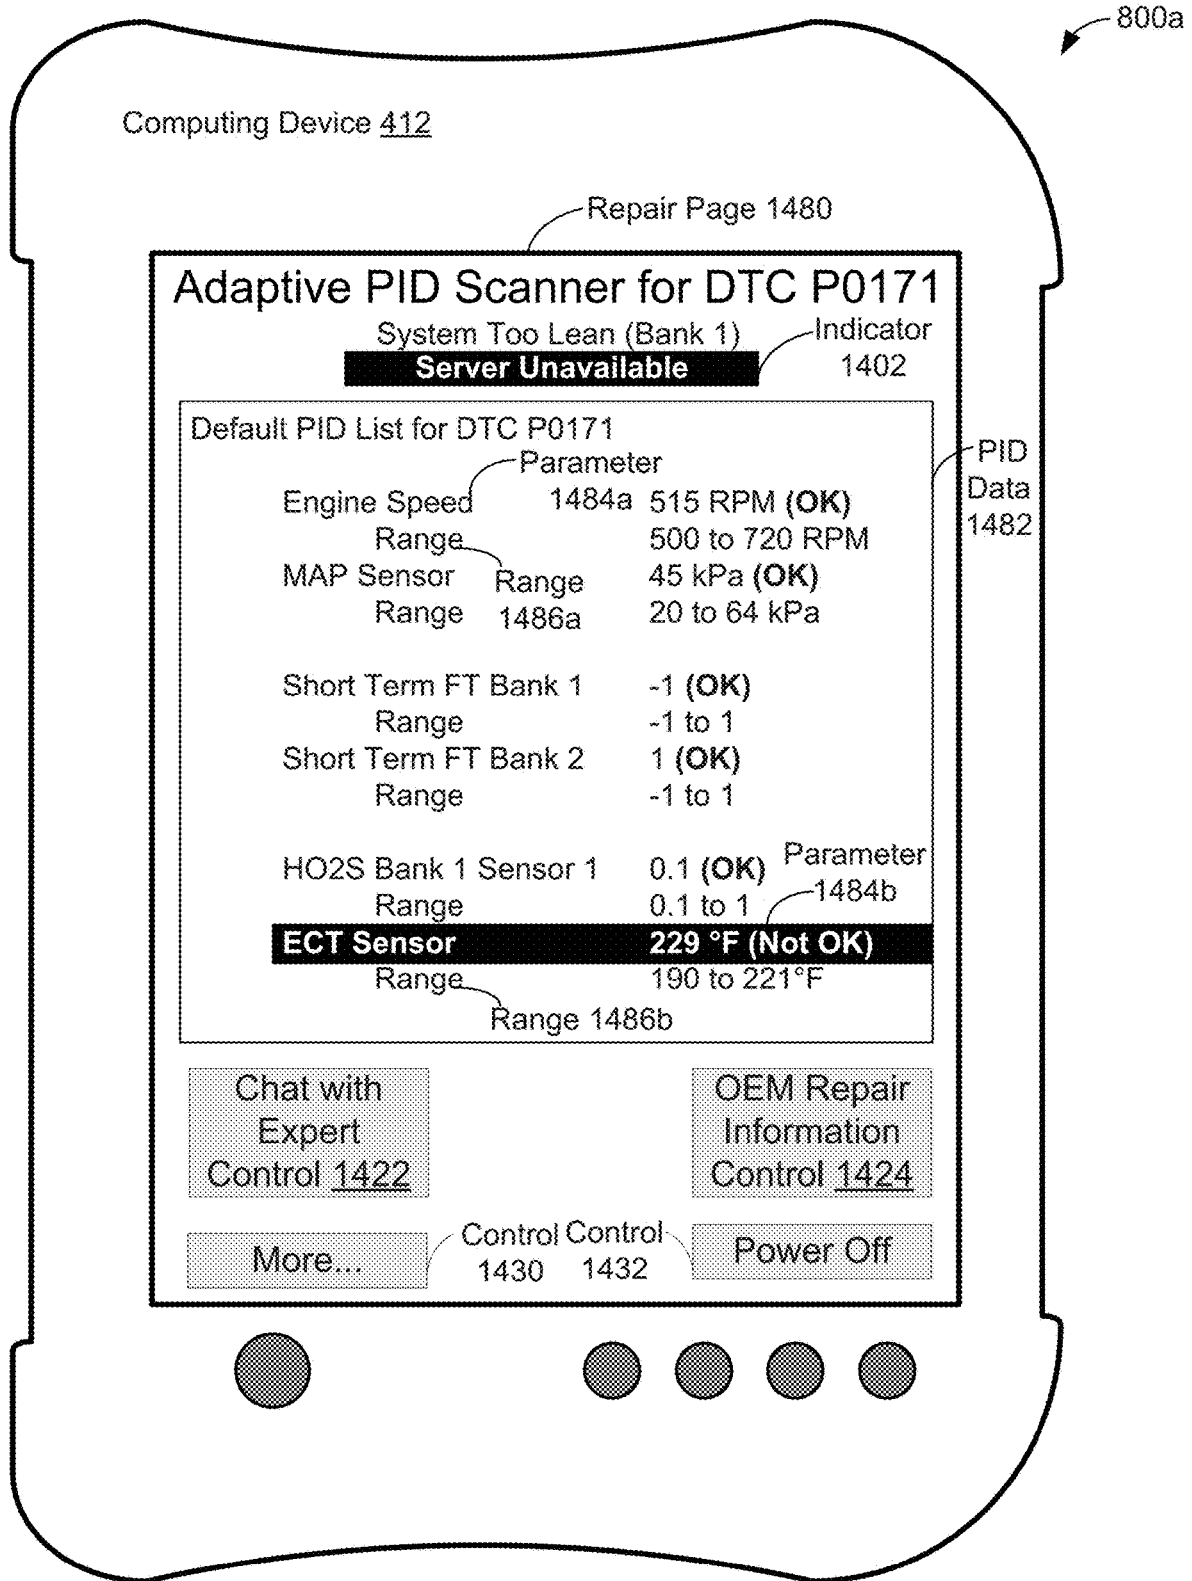 800a
Computing Device 412
Repair Page 1480
Adaptive PID Scanner for DTC P0171
System Too Lean (Bank 1)
Indicator
1402
Server Unavailable
Default PID List for DTC P0171
PID
Data
1482
Parameter
1484a
Engine Speed 515 RPM (OK)
Range 500 to 720 RPM
Range
1486a
MAP Sensor 45 kPa (OK)
Range 20 to 64 kPa
Short Term FT Bank 1 -1 (OK)
Range -1 to 1
Short Term FT Bank 2 1 (OK)
Range -1 to 1
Parameter
1484b
HO2S Bank 1 Sensor 1 0.1 (OK)
Range 0.1 to 1
ECT Sensor 229 °F (Not OK)
Range 190 to 221°F
Range 1486b
Chat with
Expert
Control 1422
OEM Repair
Information
Control 1424
More...
Control
1430
Control
1432
Power Off